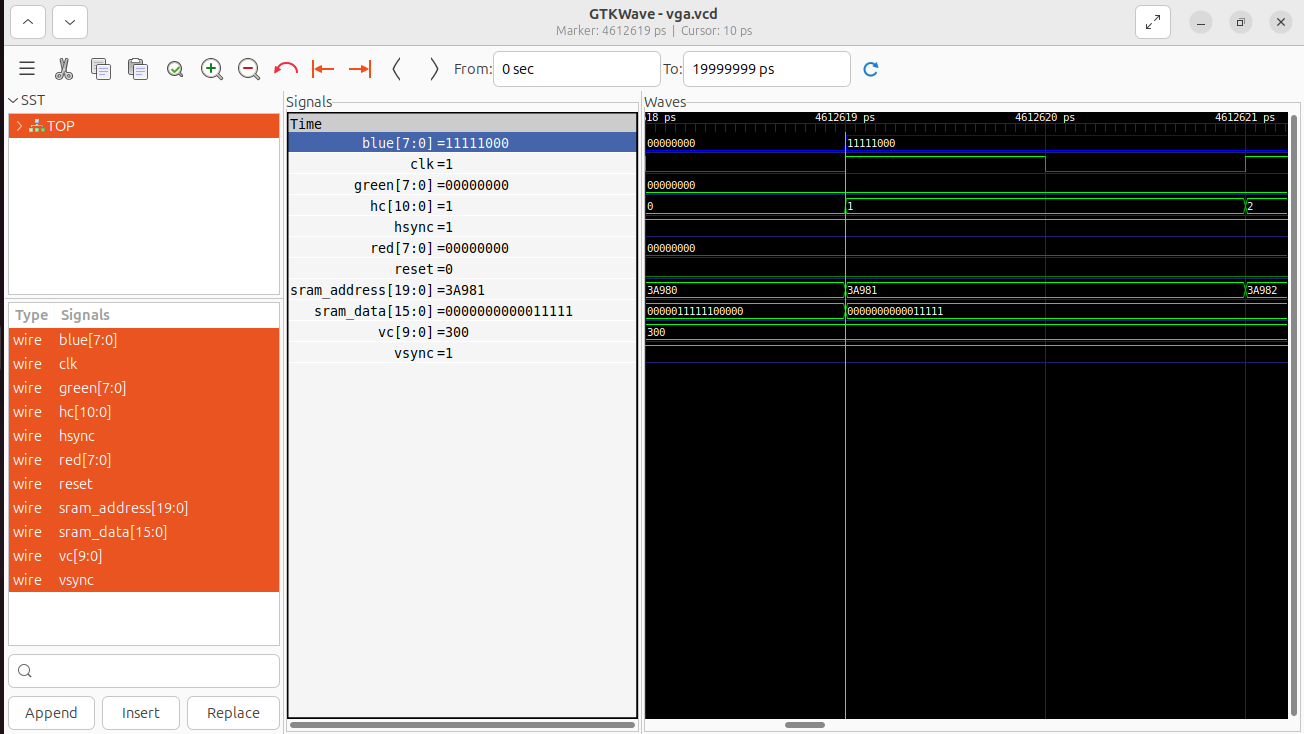 GTKWave - vga.vcd
Marker: 4612619 ps | Cursor: 10 ps
From: 0 sec To: 19999999 ps
SST
TOP
Type Signals
wire blue[7:0]
wire clk
wire green[7:0]
wire hc[10:0]
wire hsync
wire red[7:0]
wire reset
wire sram_address[19:0]
wire sram_data[15:0]
wire vc[9:0]
wire vsync
Append Insert Replace
Signals
Time
blue[7:0]=11111000
clk=1
green[7:0]=00000000
hc[10:0]=1
hsync=1
red[7:0]=00000000
reset=0
sram_address[19:0]=3A981
sram_data[15:0]=0000000000011111
vc[9:0]=300
vsync=1
Waves
618 ps 4612619 ps 4612620 ps 4612621 ps
00000000 11111000
00000000
0 1 2
00000000
3A980 3A981 3A982
0000011111100000 0000000000011111
300